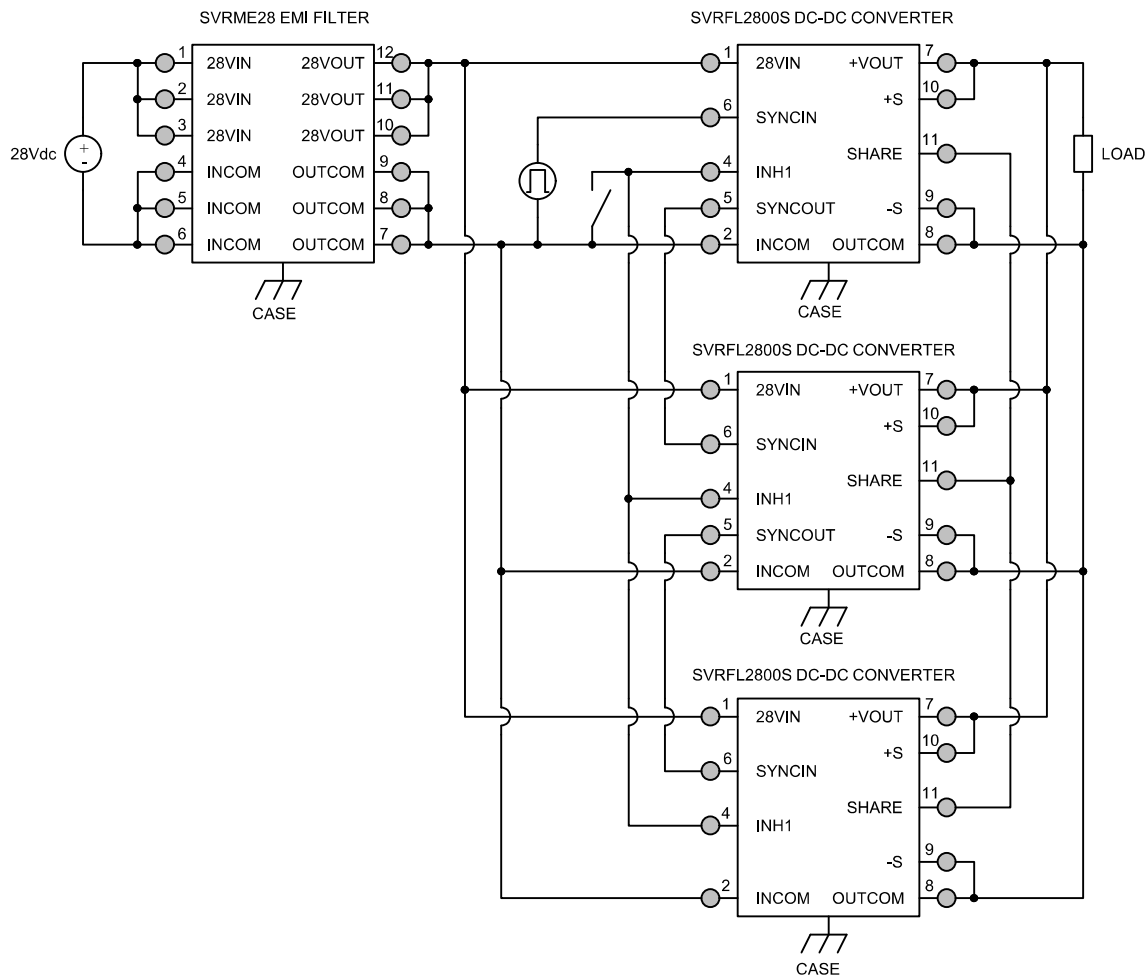 SVRME28 EMI FILTER
SVRFL2800S DC-DC CONVERTER
1 28VIN 28VOUT 12
2 28VIN 28VOUT 11
3 28VIN 28VOUT 10
4 INCOM OUTCOM 9
5 INCOM OUTCOM 8
6 INCOM OUTCOM 7
28Vdc
+
-
CASE
1 28VIN +VOUT 7
+S 10
6 SYNCIN
SHARE 11
4 INH1
5 SYNCOUT -S 9
2 INCOM OUTCOM 8
LOAD
CASE
SVRFL2800S DC-DC CONVERTER
1 28VIN +VOUT 7
+S 10
6 SYNCIN
SHARE 11
4 INH1
5 SYNCOUT -S 9
2 INCOM OUTCOM 8
CASE
SVRFL2800S DC-DC CONVERTER
1 28VIN +VOUT 7
+S 10
6 SYNCIN
SHARE 11
4 INH1
-S 9
2 INCOM OUTCOM 8
CASE